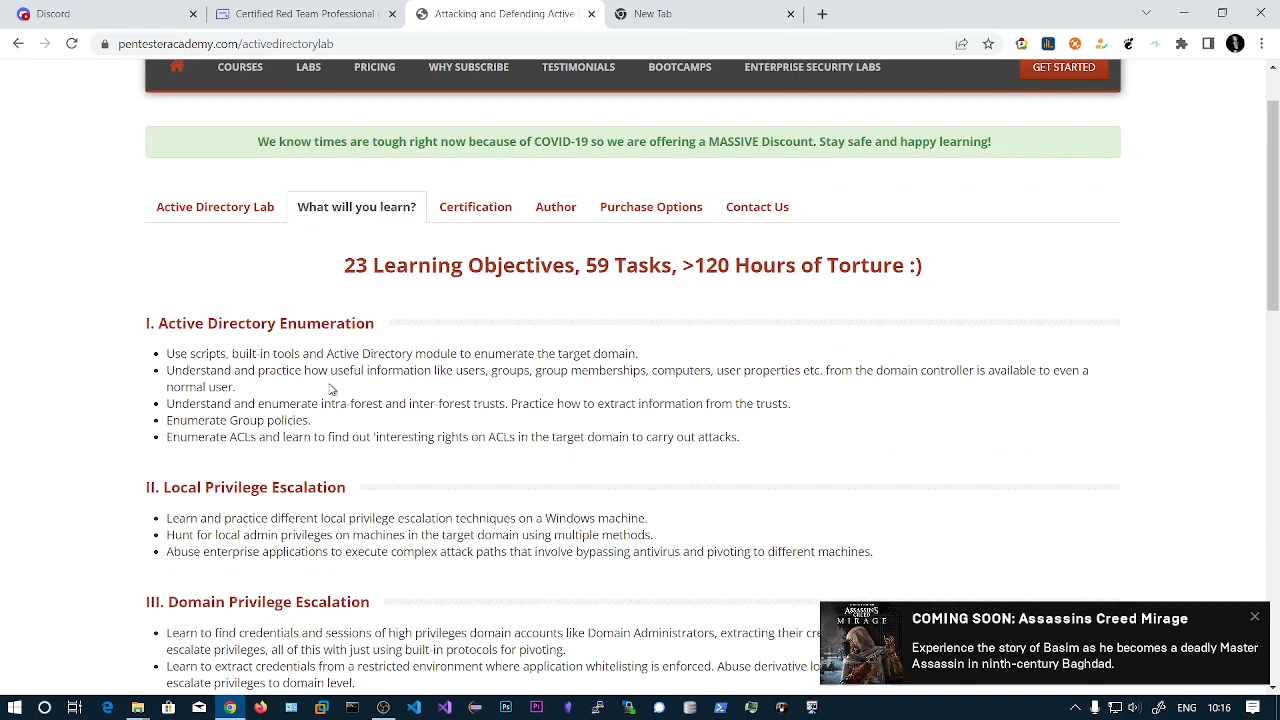 Discord
Certified Red Team Professional
Attacking and Defending Active
New Tab
pentesteracademy.com/activedirectorylab
COURSES
LABS
PRICING
WHY SUBSCRIBE
TESTIMONIALS
BOOTCAMPS
ENTERPRISE SECURITY LABS
GET STARTED
We know times are tough right now because of COVID-19 so we are offering a MASSIVE Discount. Stay safe and happy learning!
Active Directory Lab
What will you learn?
Certification
Author
Purchase Options
Contact Us
23 Learning Objectives, 59 Tasks, >120 Hours of Torture :)
I. Active Directory Enumeration
Use scripts, built-in tools and Active Directory module to enumerate the target domain.
Understand and practice how useful information like users, groups, group memberships, computers, user properties etc. from the domain controller is available to even a
normal user.
Understand and enumerate intra-forest and inter-forest trusts. Practice how to extract information from the trusts.
Enumerate Group policies.
Enumerate ACLs and learn to find out 'interesting rights on ACLs in the target domain to carry out attacks.
II. Local Privilege Escalation
Learn and practice different local privilege escalation techniques on a Windows machine.
Hunt for local admin privileges on machines in the target domain using multiple methods.
Abuse enterprise applications to execute complex attack paths that involve bypassing antivirus and pivoting to different machines.
III. Domain Privilege Escalation
Learn to find credentials and sessions of high privileges domain accounts like Domain Administrators, extracting their cre
escalate privileges, all of this with just using built-in protocols for pivoting.
Learn to extract credentials from a restricted environment where application whitelisting is enforced. Abuse derivative lo
escalate privileges to domain level.
ASSASSINS
CREED
MIRAGE
COMING SOON: Assassins Creed Mirage
Experience the story of Basim as he becomes a deadly Master
Assassin in ninth-century Baghdad.
Ps
Pr
ENG
10:16